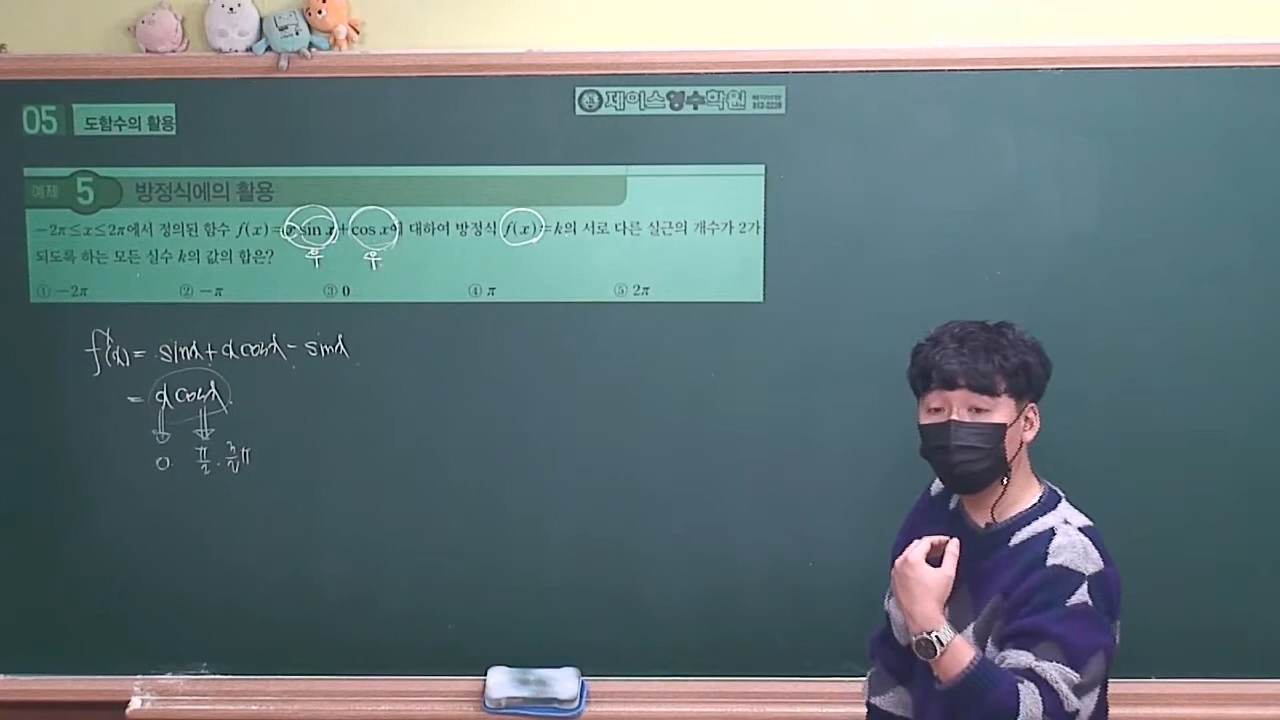 제이스영수학원
05 도함수의 활용
예제 5 방정식에의 활용
-2π≤x≤2π에서 정의된 함수 f(x)=x sin x+cos x에 대하여 방정식 f(x)=k의 서로 다른 실근의 개수가 2가
우 우
되도록 하는 모든 실수 k의 값의 합은?
① -2π ② -π ③ 0 ④ π ⑤ 2π
f'(x)= sinx+xcosx- sinx
= xcosx.
0. π/2. 3/2π